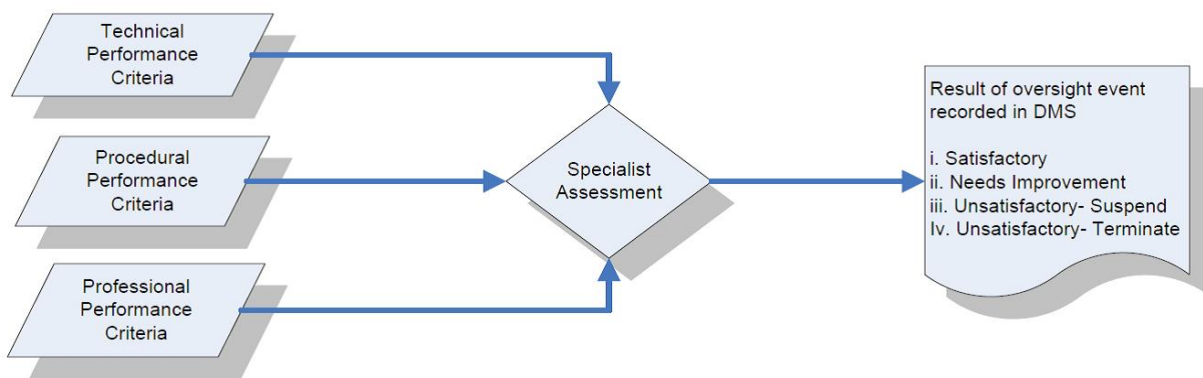 Technical
Performance
Criteria
Procedural
Performance
Criteria
Professional
Performance
Criteria
Specialist
Assessment
Result of oversight event
recorded in DMS
i. Satisfactory
ii. Needs Improvement
iii. Unsatisfactory- Suspend
Iv. Unsatisfactory- Terminate